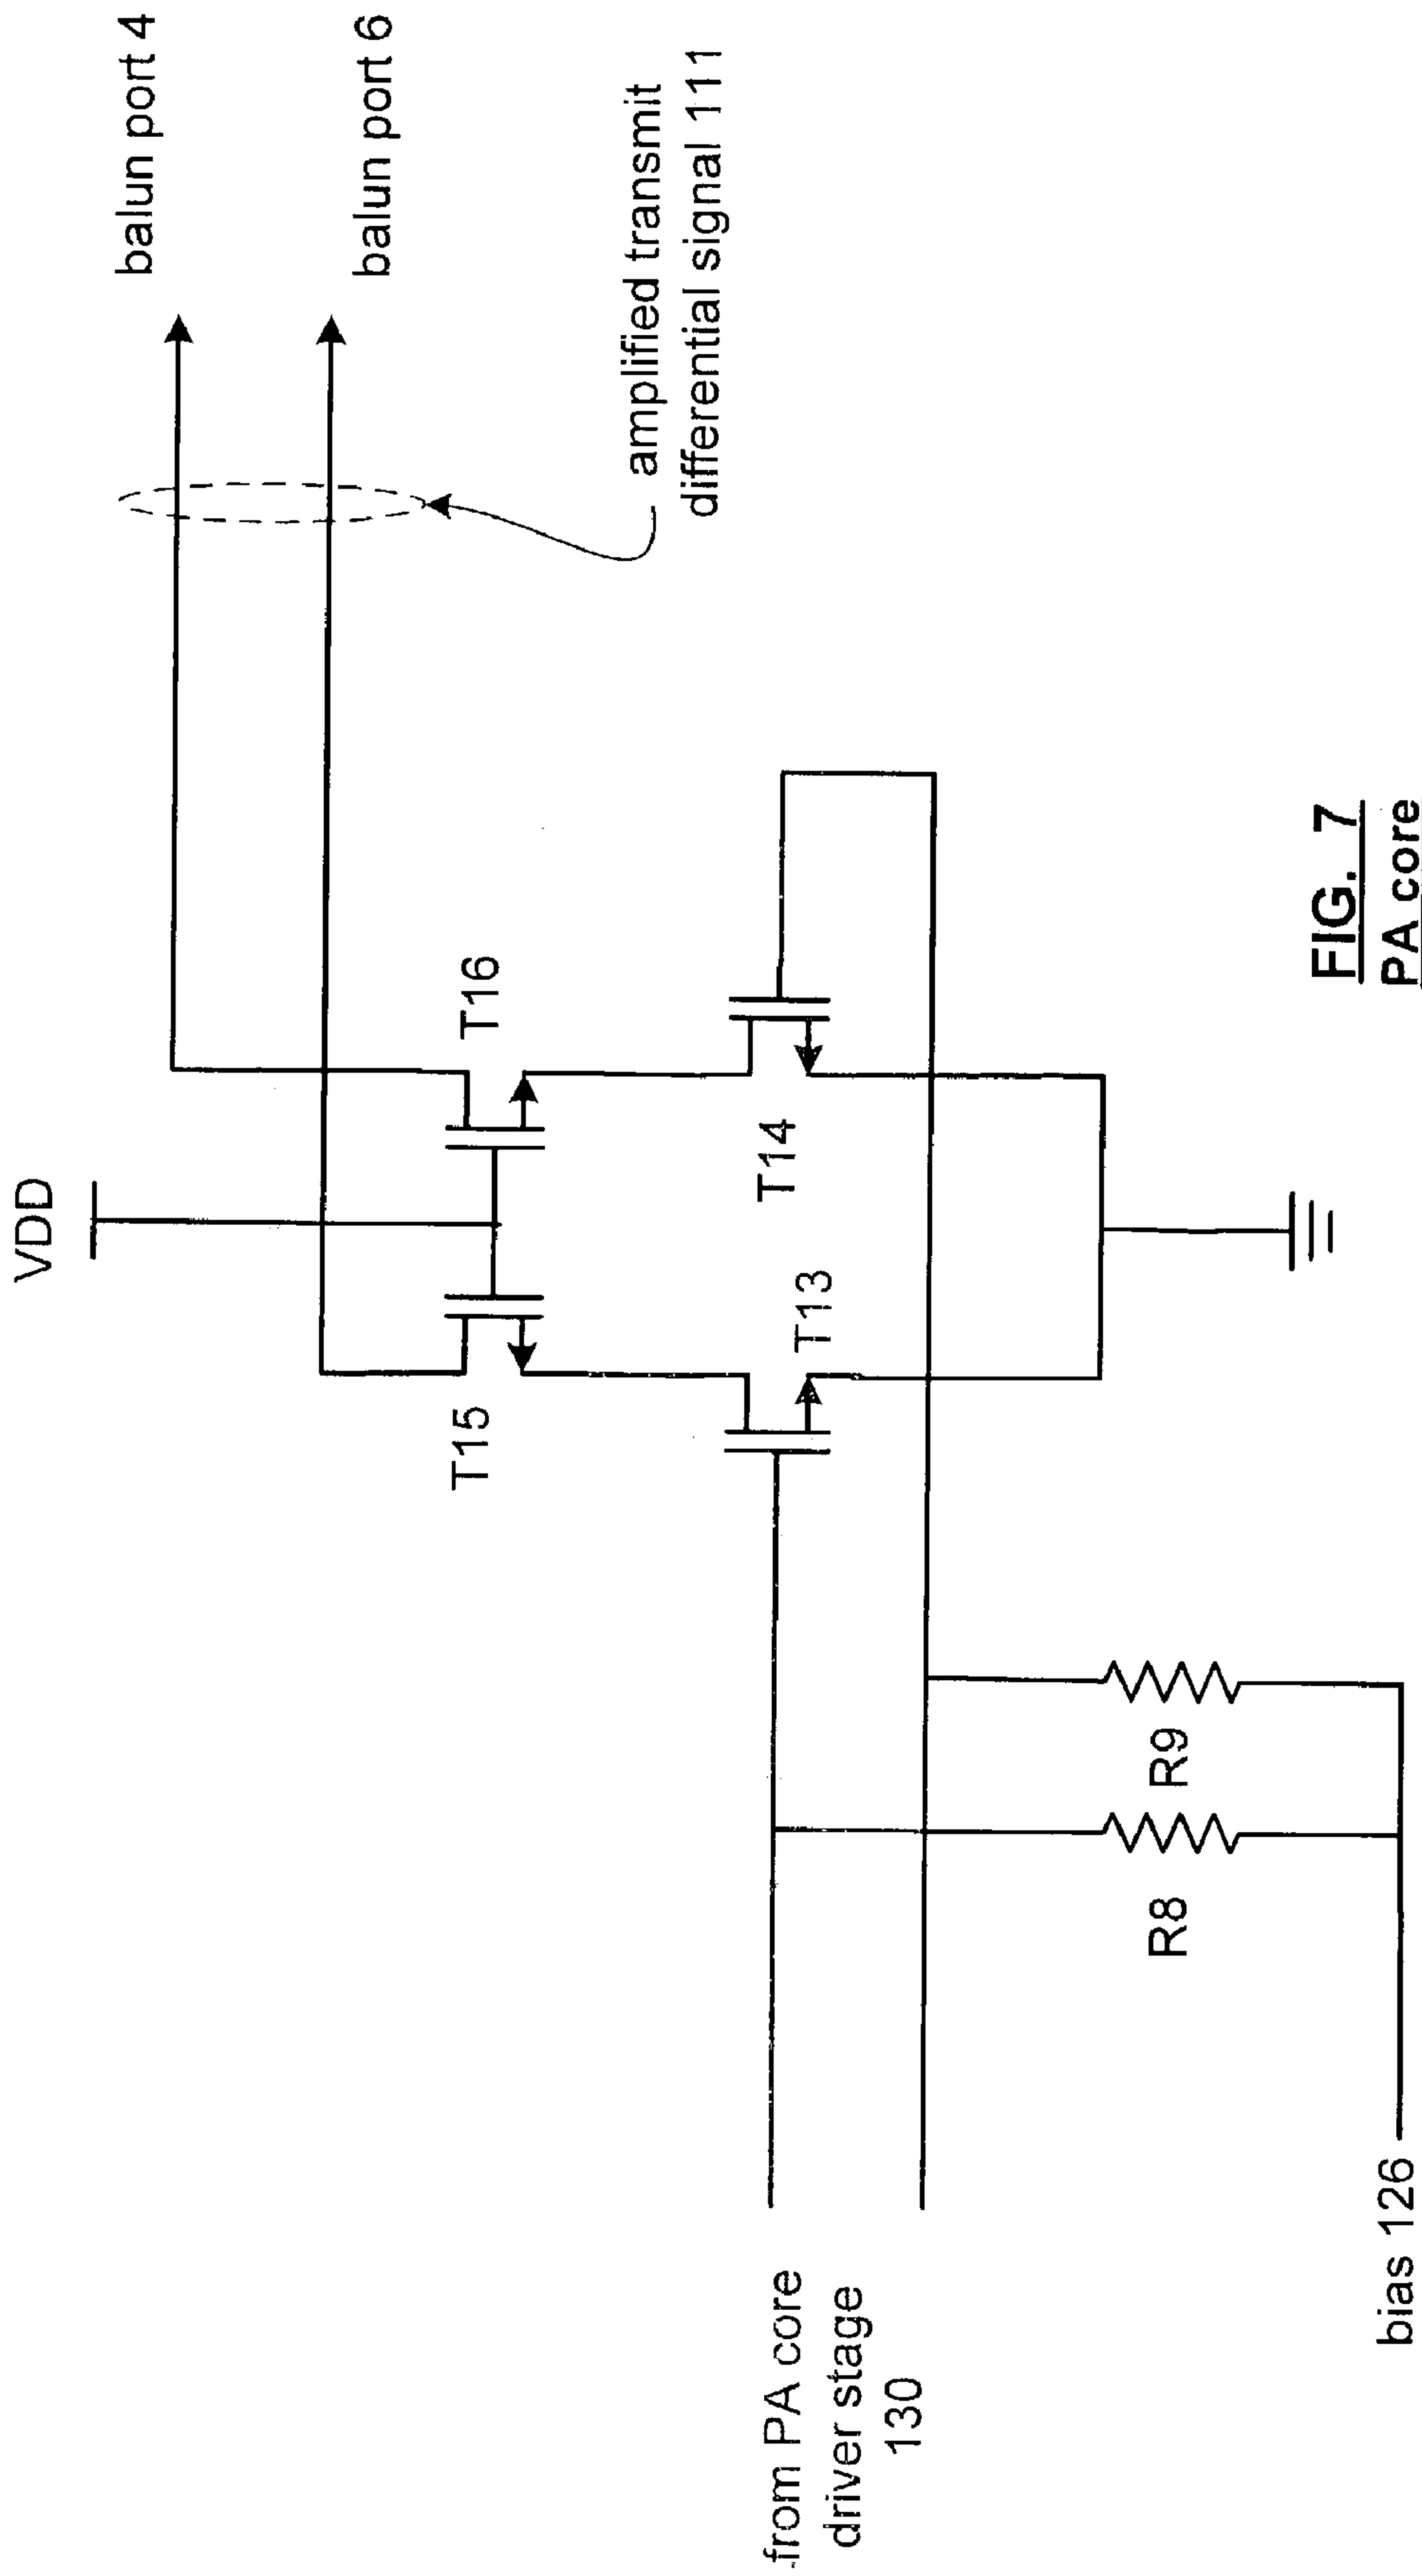 VDD
balun port 4
balun port 6
T15
T16
amplified transmit
differential signal 111
T13
T14
from PA core
driver stage
130
R8
R9
bias 126
FIG. 7
PA core